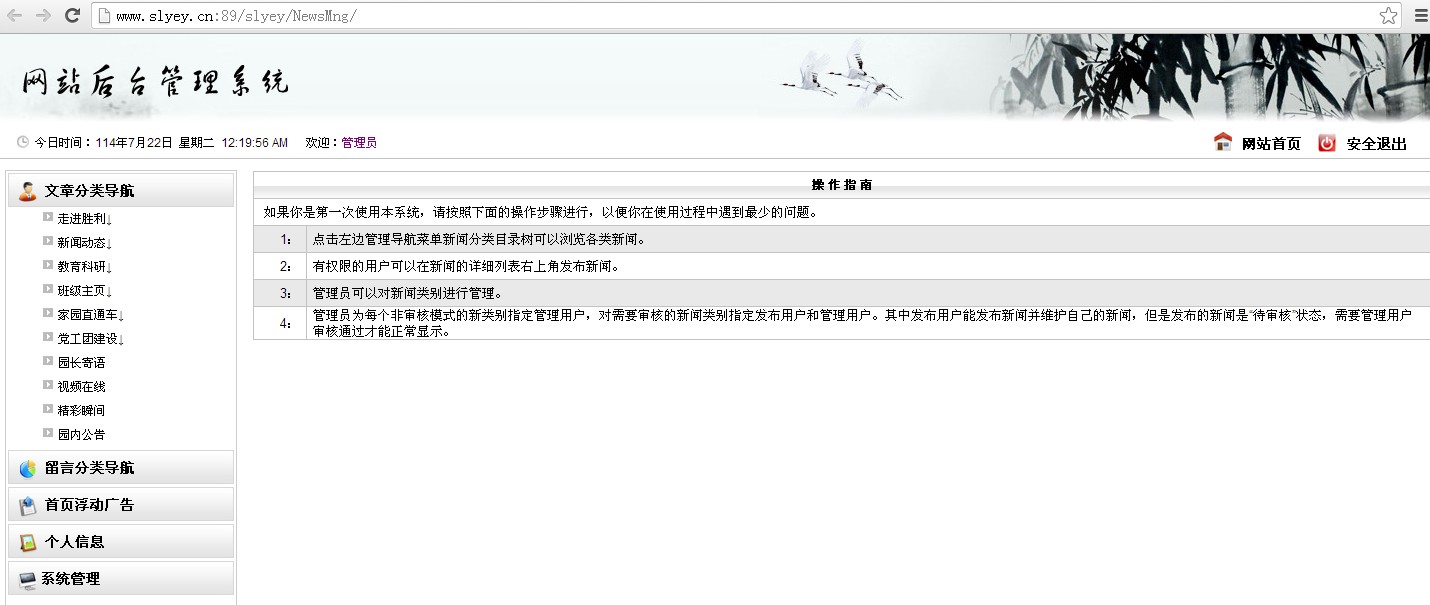 www.slyey.cn:89/slyey/NewsMng/
网站后台管理系统
今日时间：114年7月22日 星期二 12:19:56 AM 欢迎：管理员
网站首页 安全退出
文章分类导航
走进胜利↓
新闻动态↓
教育科研↓
班级主页↓
家园直通车↓
党工团建设↓
园长寄语
视频在线
精彩瞬间
园内公告
留言分类导航
首页浮动广告
个人信息
系统管理
操作指南
如果你是第一次使用本系统，请按照下面的操作步骤进行，以便你在使用过程中遇到最少的问题。
1： 点击左边管理导航菜单新闻分类目录树可以浏览各类新闻。
2： 有权限的用户可以在新闻的详细列表右上角发布新闻。
3： 管理员可以对新闻类别进行管理。
4： 管理员为每个非审核模式的新类别指定管理用户，对需要审核的新闻类别指定发布用户和管理用户。其中发布用户能发布新闻并维护自己的新闻，但是发布的新闻是“待审核”状态，需要管理用户
审核通过才能正常显示。